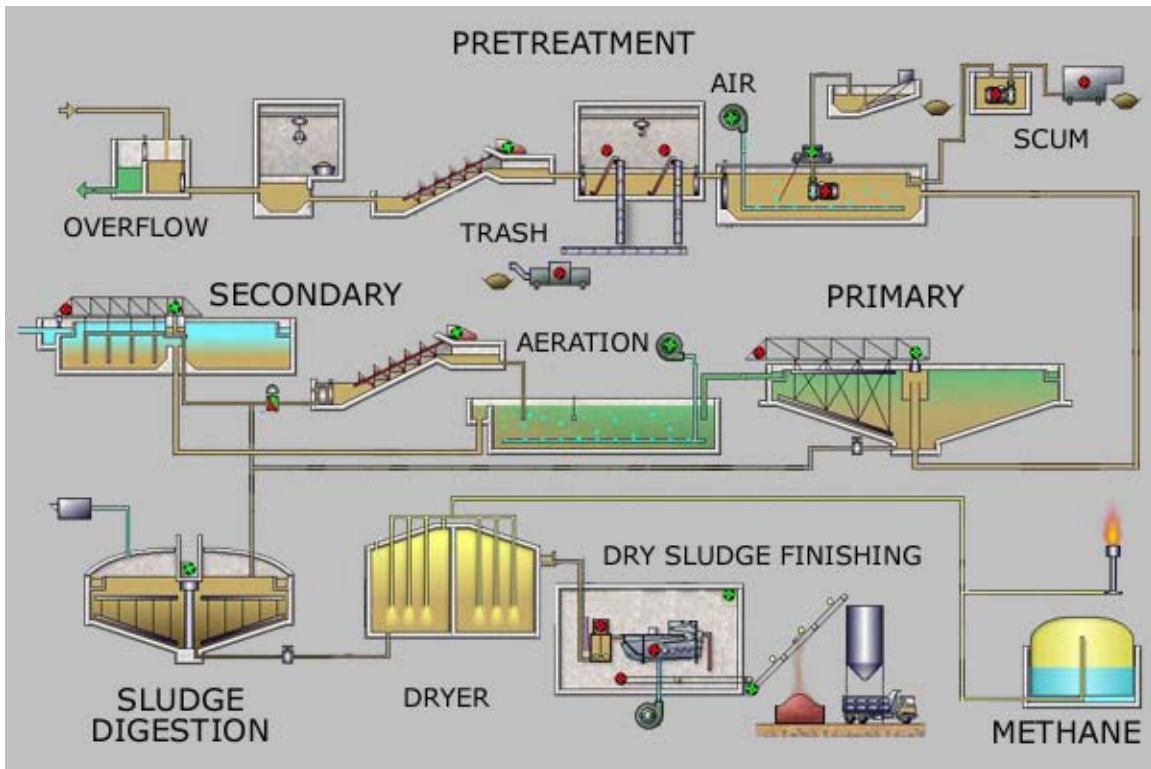 PRETREATMENT
AIR
SCUM
OVERFLOW
TRASH
SECONDARY
PRIMARY
AERATION
DRY SLUDGE FINISHING
SLUDGE
DIGESTION
DRYER
METHANE